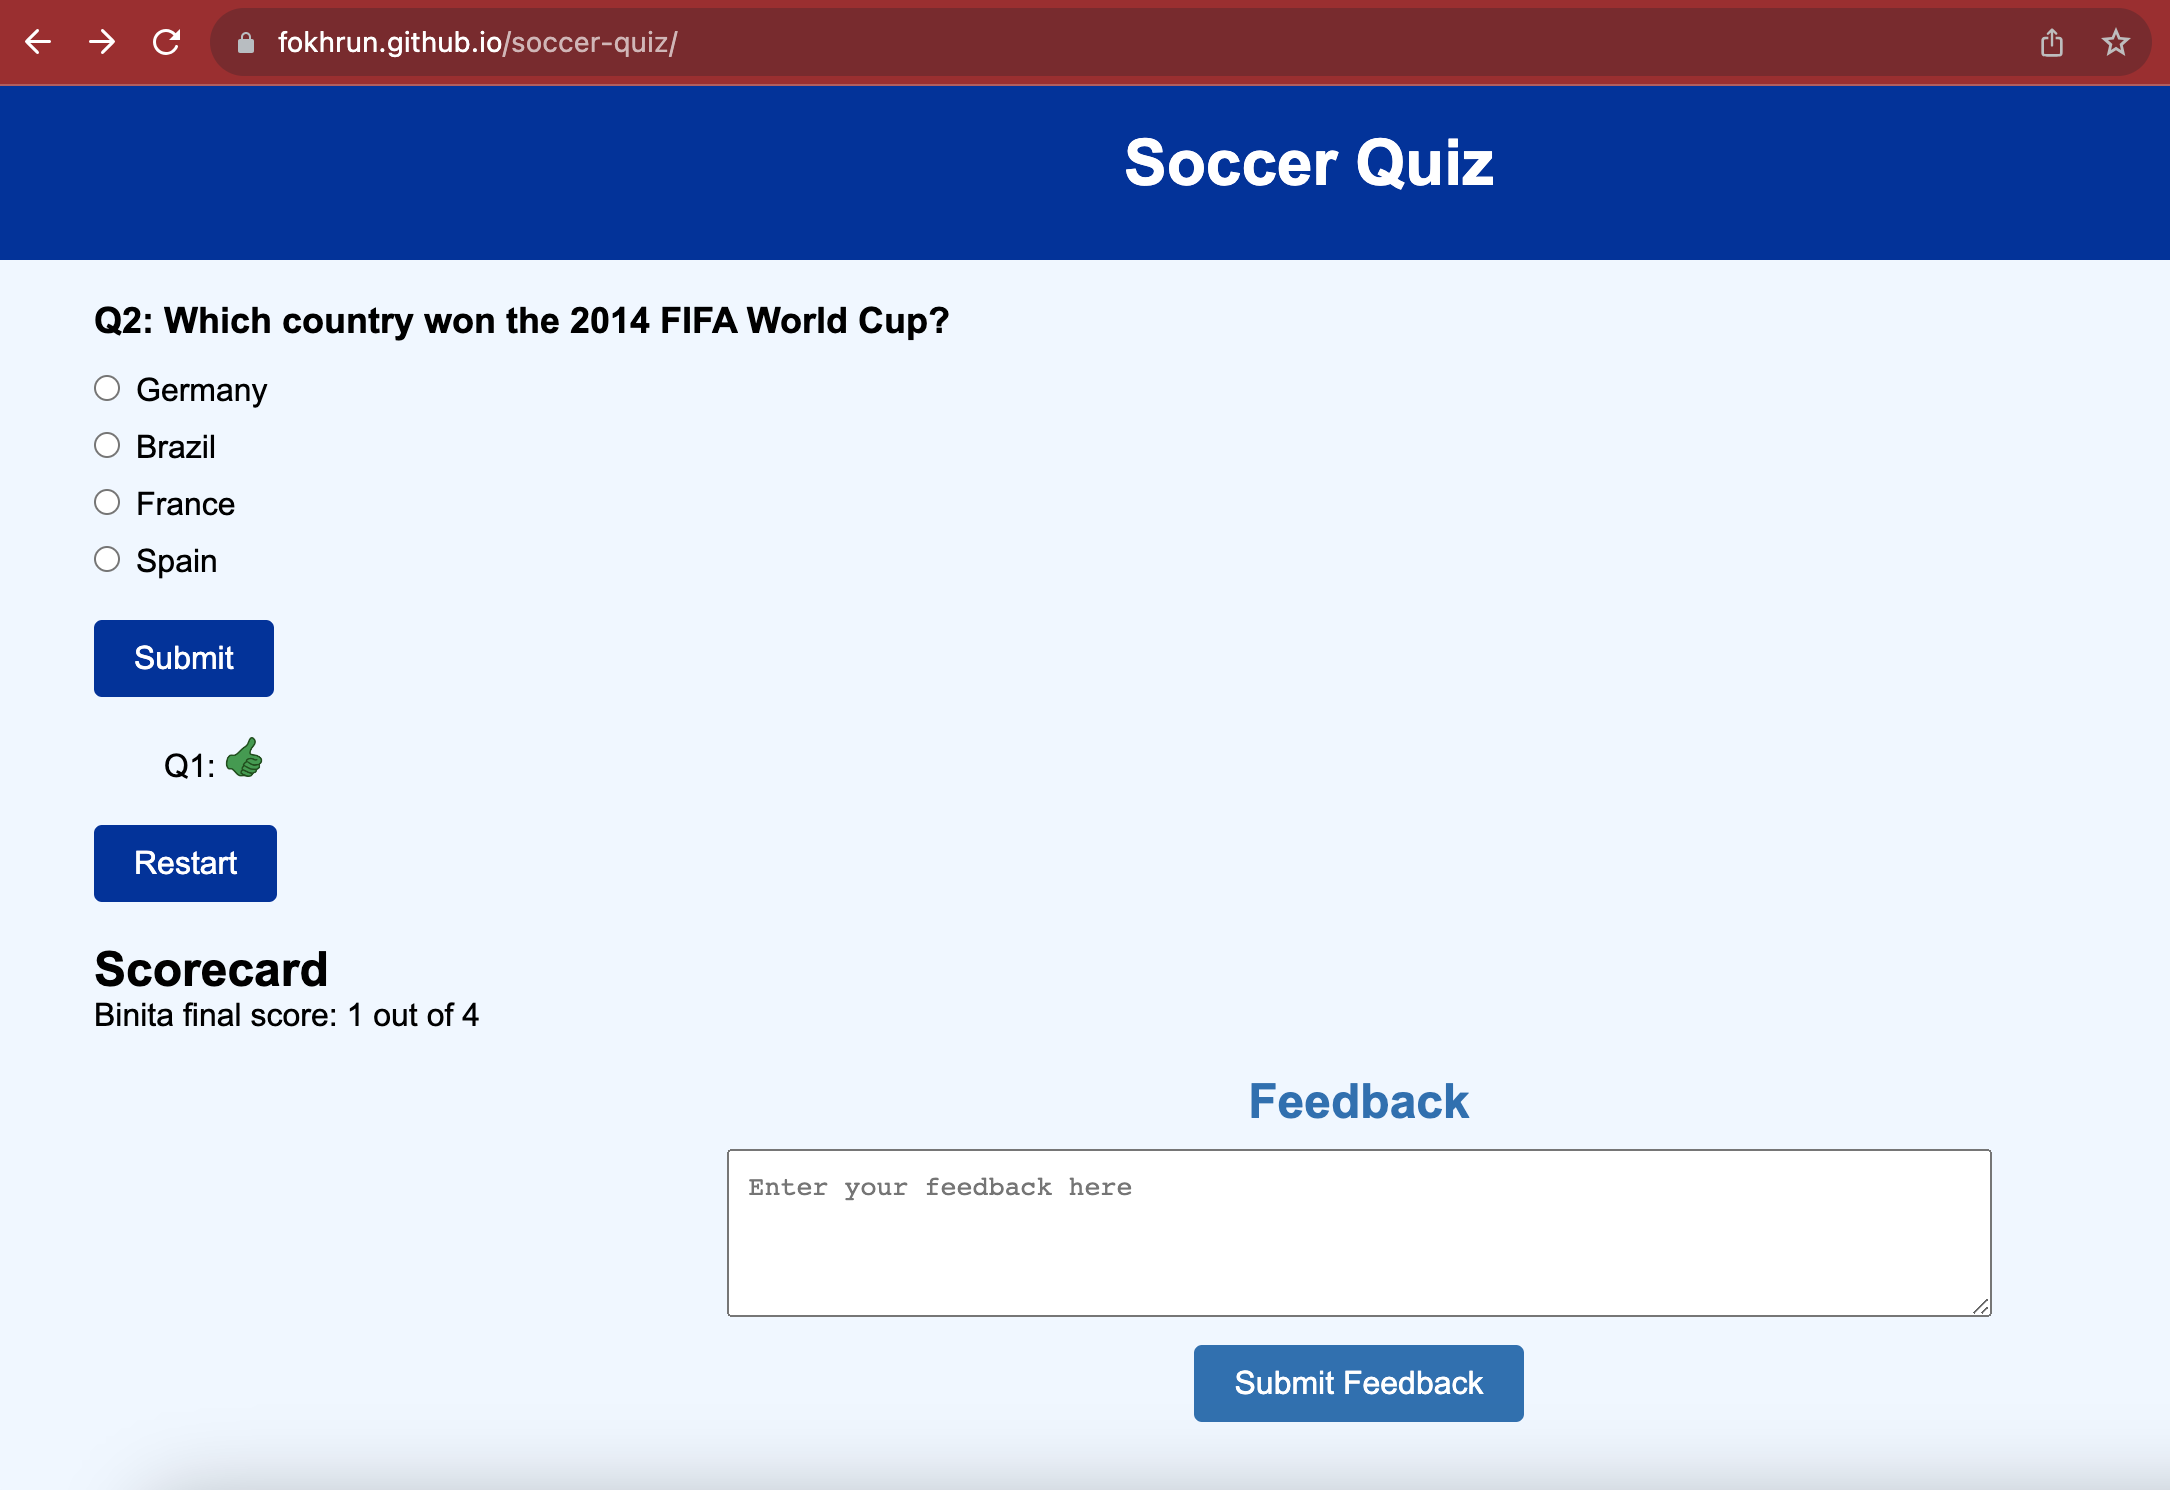 fokhrun.github.io/soccer-quiz/
Soccer Quiz
Q2: Which country won the 2014 FIFA World Cup?
Germany
Brazil
France
Spain
Submit
Q1:
Restart
Scorecard
Binita final score: 1 out of 4
Feedback
Enter your feedback here
Submit Feedback